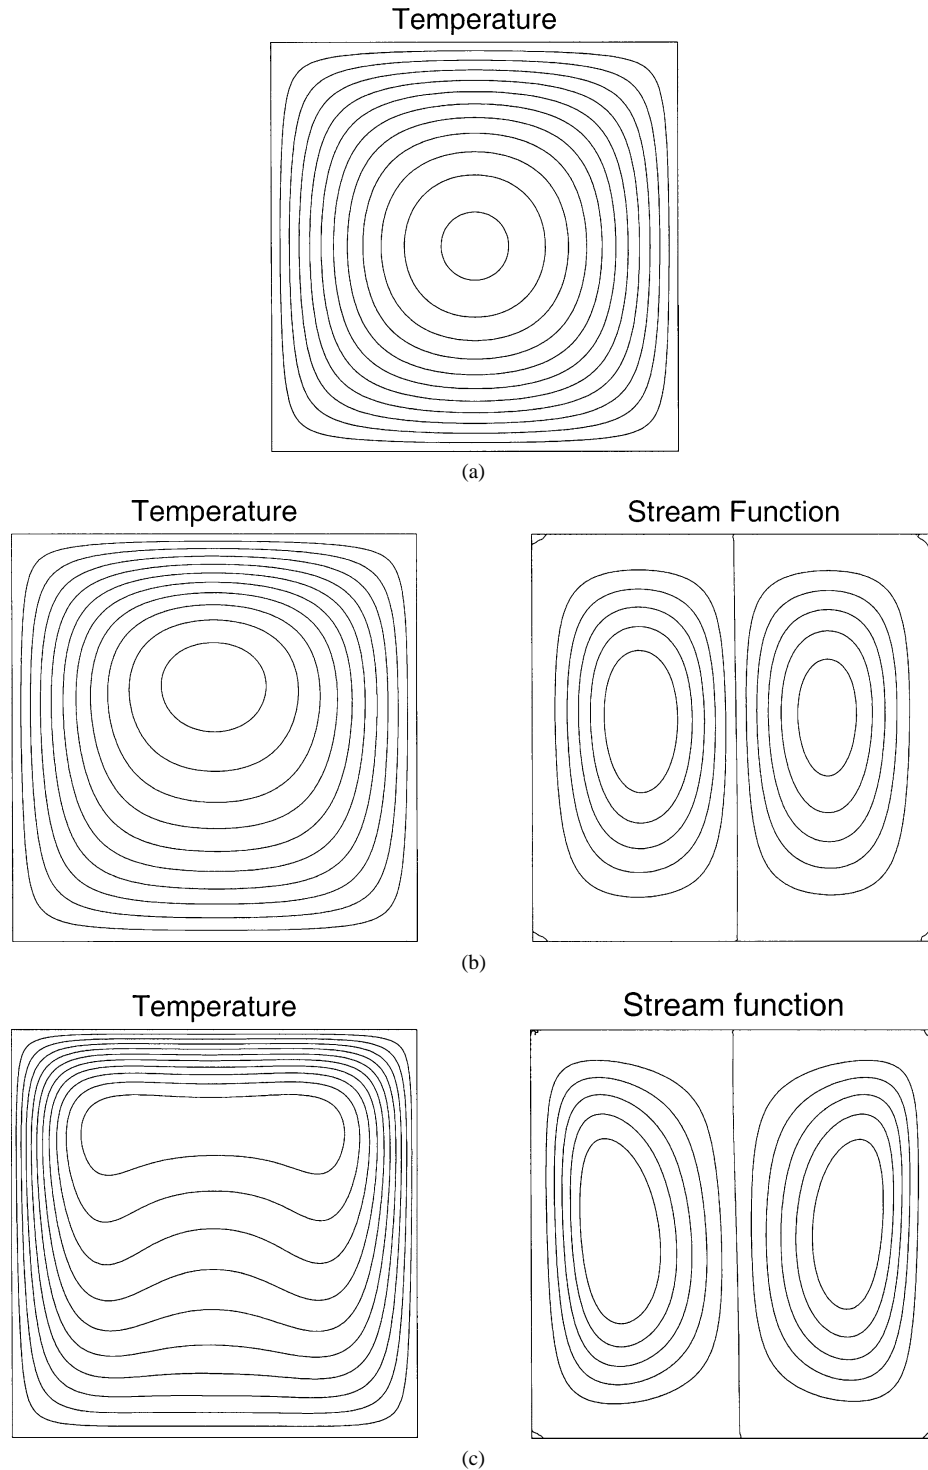 Temperature
(a)
Temperature
Stream Function
(b)
Temperature
Stream function
(c)